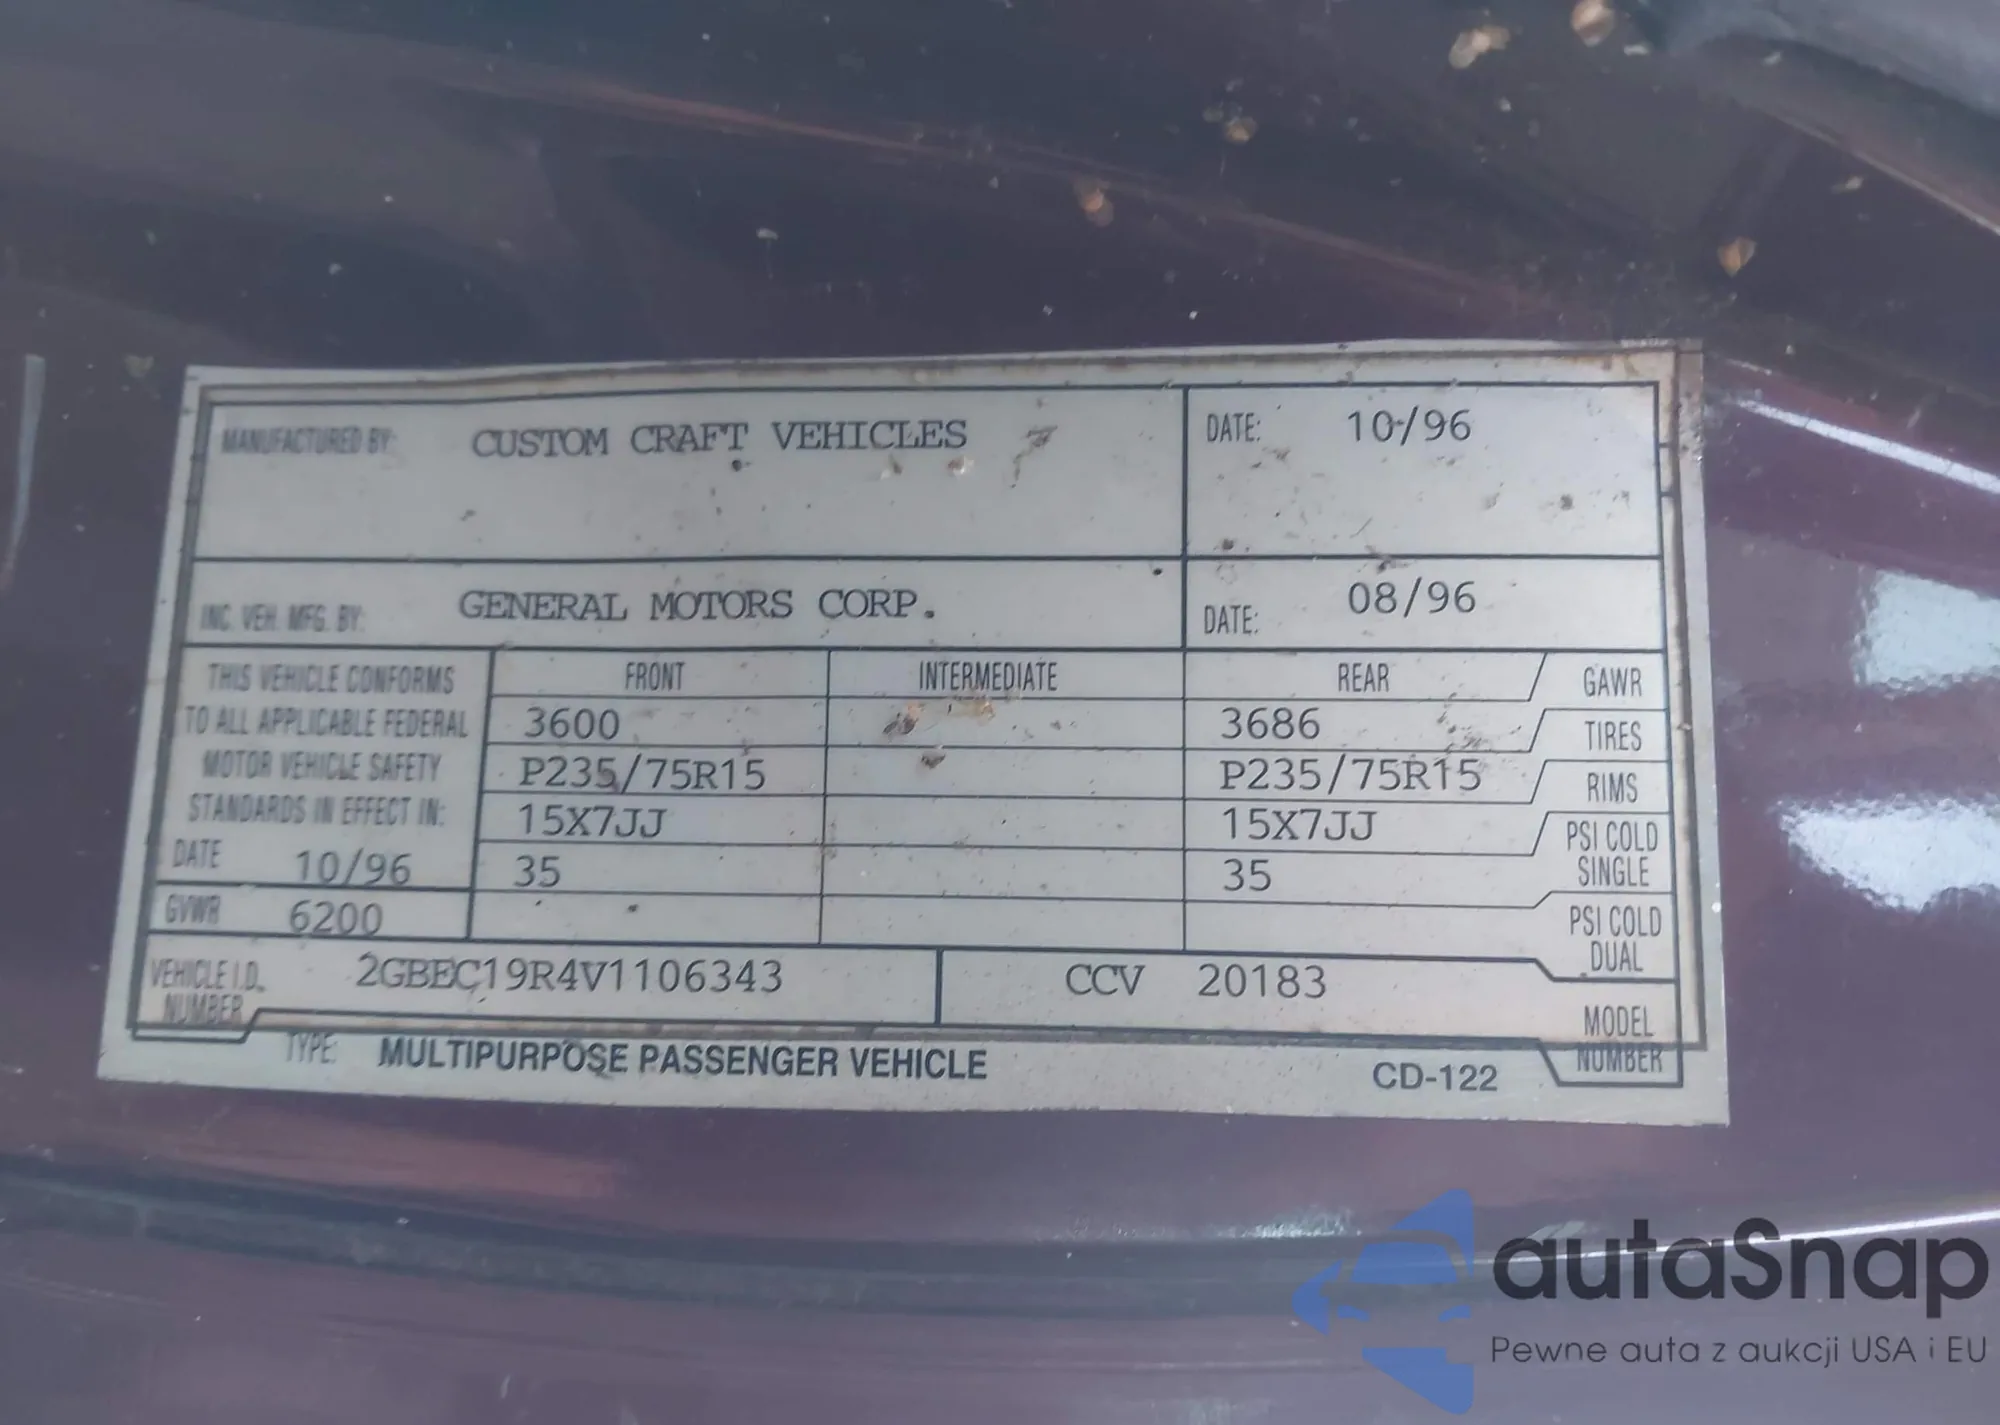 MANUFACTURED BY: CUSTOM CRAFT VEHICLES DATE: 10/96
INC. VEH. MFG. BY: GENERAL MOTORS CORP. DATE: 08/96
THIS VEHICLE CONFORMS
TO ALL APPLICABLE FEDERAL
MOTOR VEHICLE SAFETY
STANDARDS IN EFFECT IN:
DATE 10/96
GVWR 6200
FRONT INTERMEDIATE REAR GAWR
3600 3686 TIRES
P235/75R15 P235/75R15 RIMS
15X7JJ 15X7JJ PSI COLD
SINGLE
35 35
PSI COLD
DUAL
VEHICLE I.D.
NUMBER
2GBEC19R4V1106343 CCV 20183
MODEL
NUMBER
TYPE: MULTIPURPOSE PASSENGER VEHICLE CD-122
autaSnap
Pewne auta z aukcji USA i EU